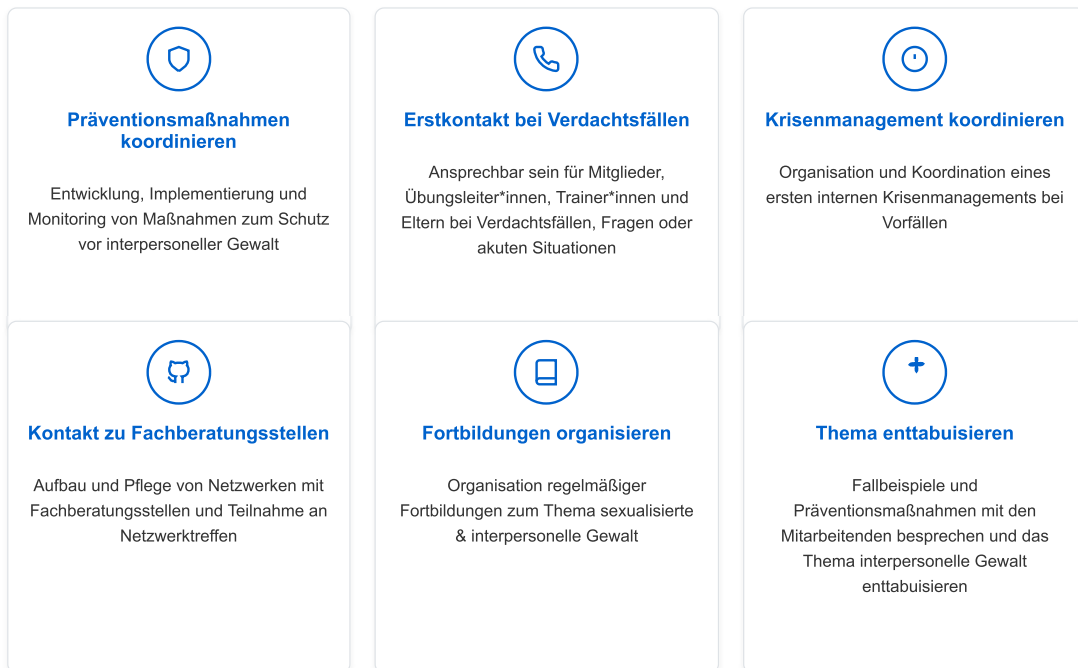 Präventionsmaßnahmen
koordinieren
Entwicklung, Implementierung und
Monitoring von Maßnahmen zum Schutz
vor interpersoneller Gewalt
Erstkontakt bei Verdachtsfällen
Ansprechbar sein für Mitglieder,
Übungsleiter*innen, Trainer*innen und
Eltern bei Verdachtsfällen, Fragen oder
akuten Situationen
Krisenmanagement koordinieren
Organisation und Koordination eines
ersten internen Krisenmanagements bei
Vorfällen
Kontakt zu Fachberatungsstellen
Aufbau und Pflege von Netzwerken mit
Fachberatungsstellen und Teilnahme an
Netzwerktreffen
Fortbildungen organisieren
Organisation regelmäßiger
Fortbildungen zum Thema sexualisierte
& interpersonelle Gewalt
Thema enttabuisieren
Fallbeispiele und
Präventionsmaßnahmen mit den
Mitarbeitenden besprechen und das
Thema interpersonelle Gewalt
enttabuisieren